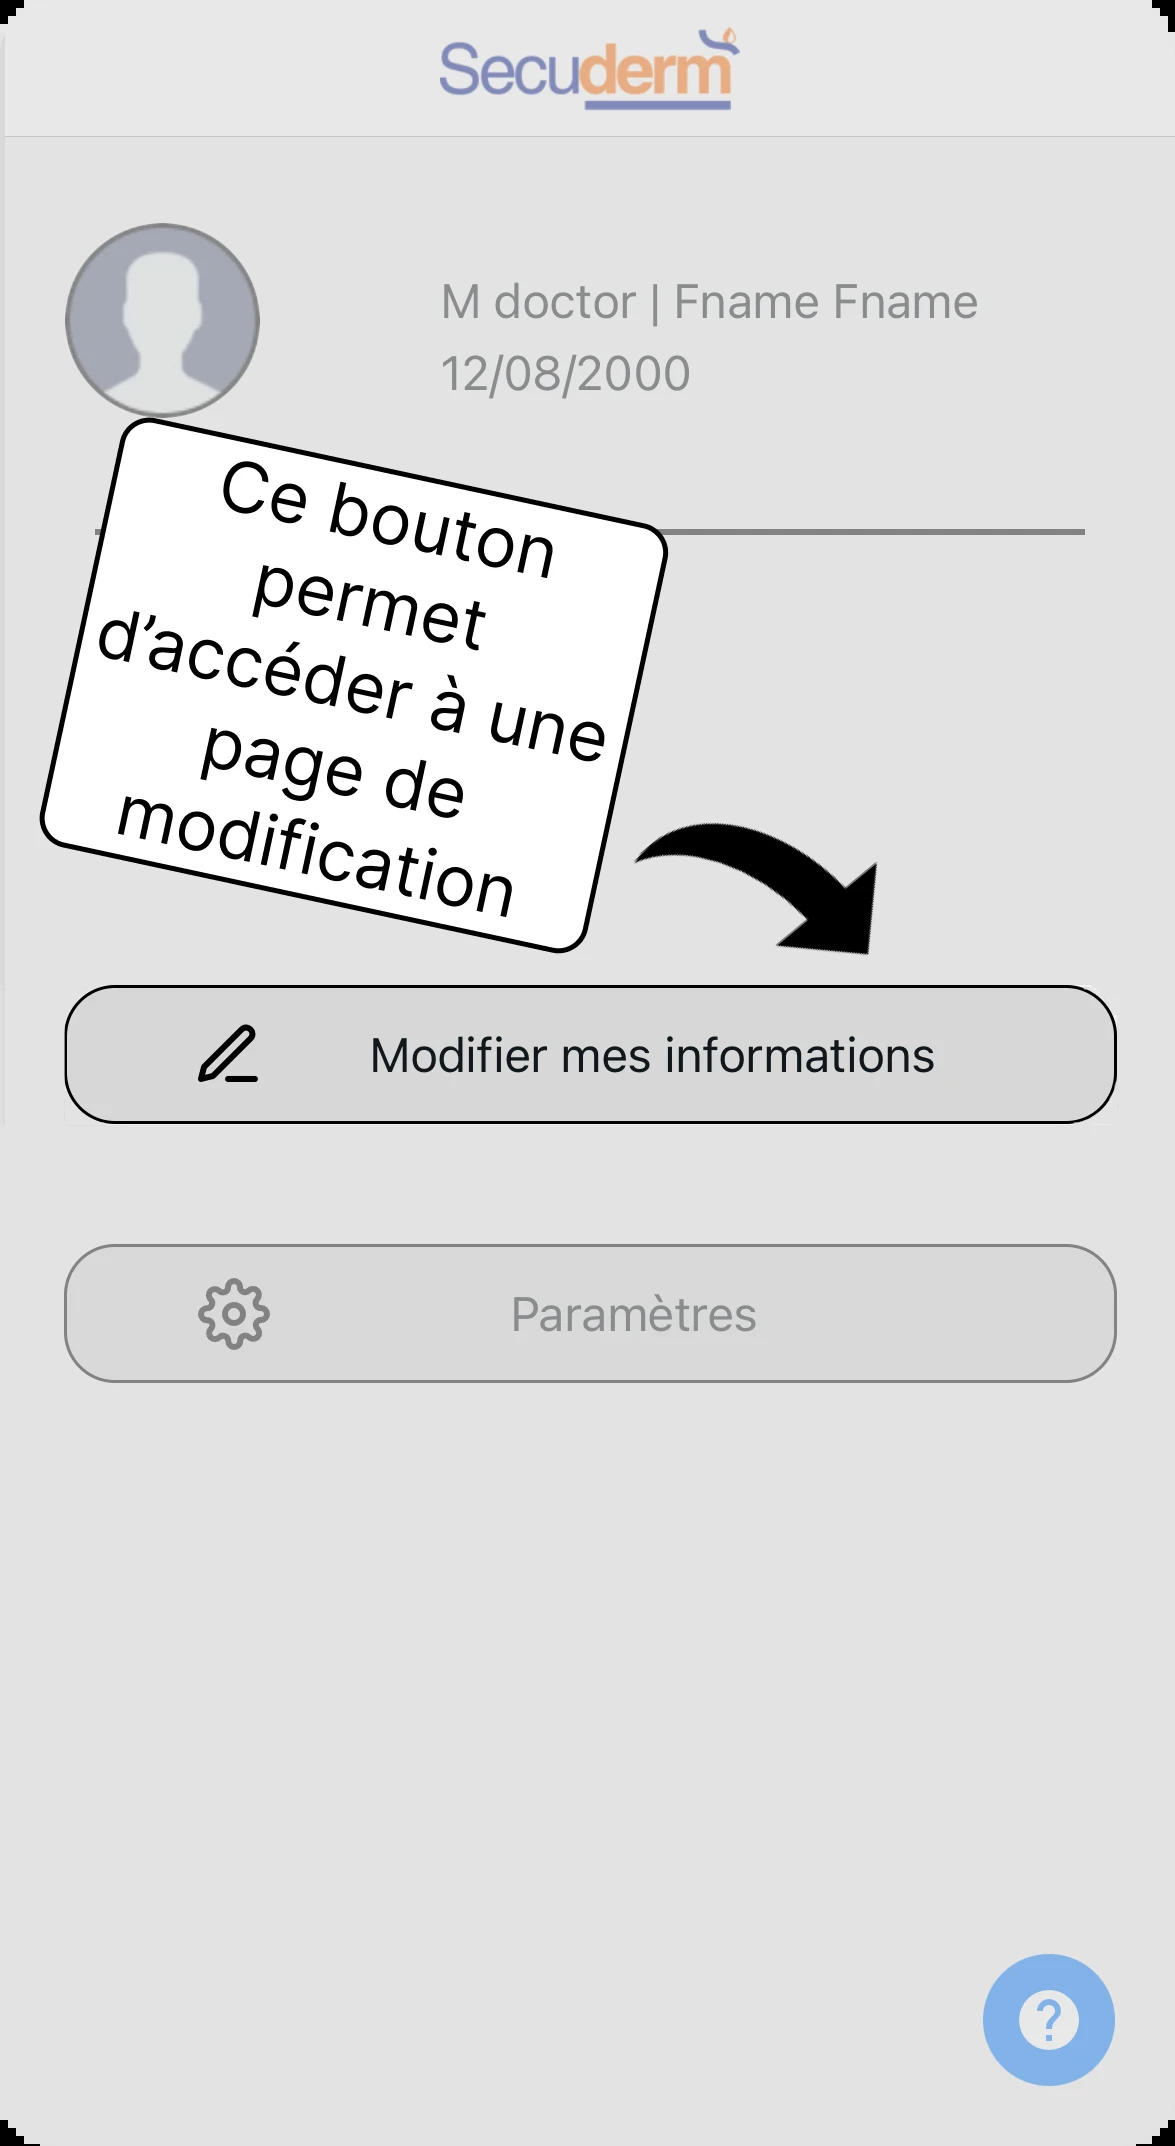 Secuderm
M doctor | Fname Fname
12/08/2000
Ce bouton
permet
d’accéder à une
page de
modification
Modifier mes informations
Paramètres
?